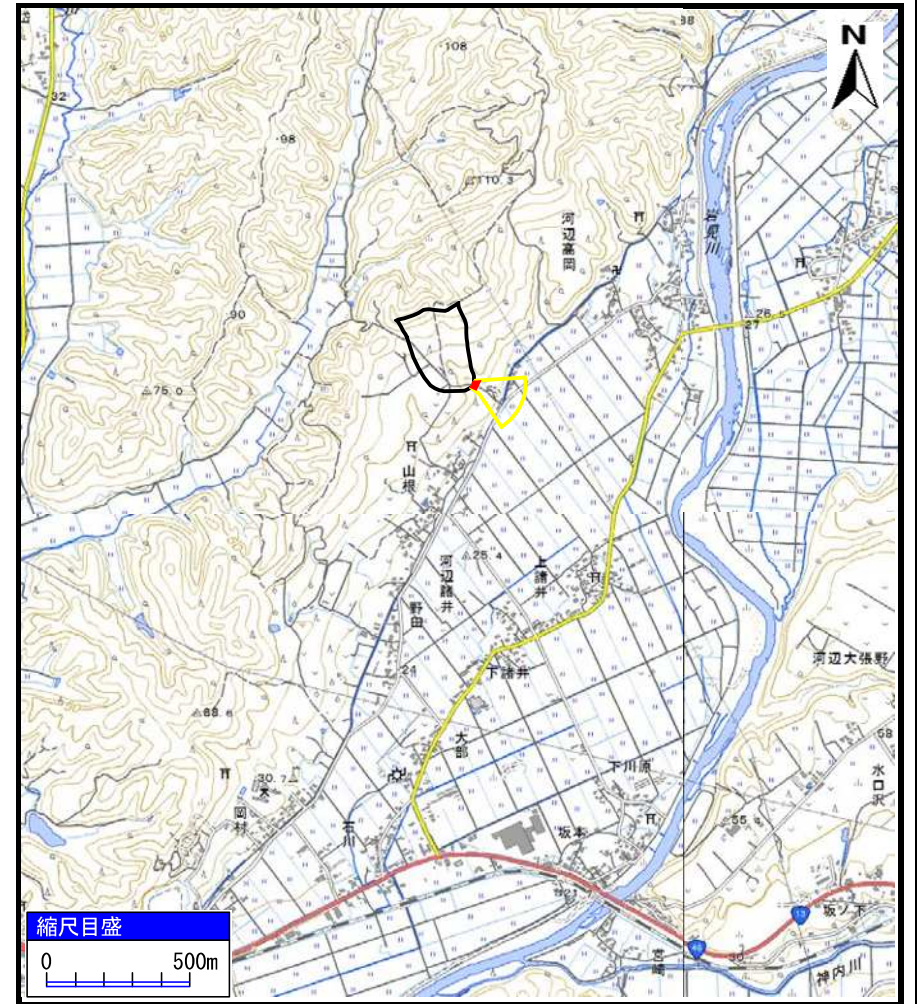 N
108
32
98
110.3
河辺高岡
岩見川
26.5
27
90
75.0
山根
25.4
河辺諸井
上諸井
野田
24
下諸井
河辺大張野
68.6
大部
58
下川原
水口沢
30.7
岡村
石川
坂本
55.4
21
13
坂ノ下
30
神内川
縮尺目盛
0 500m